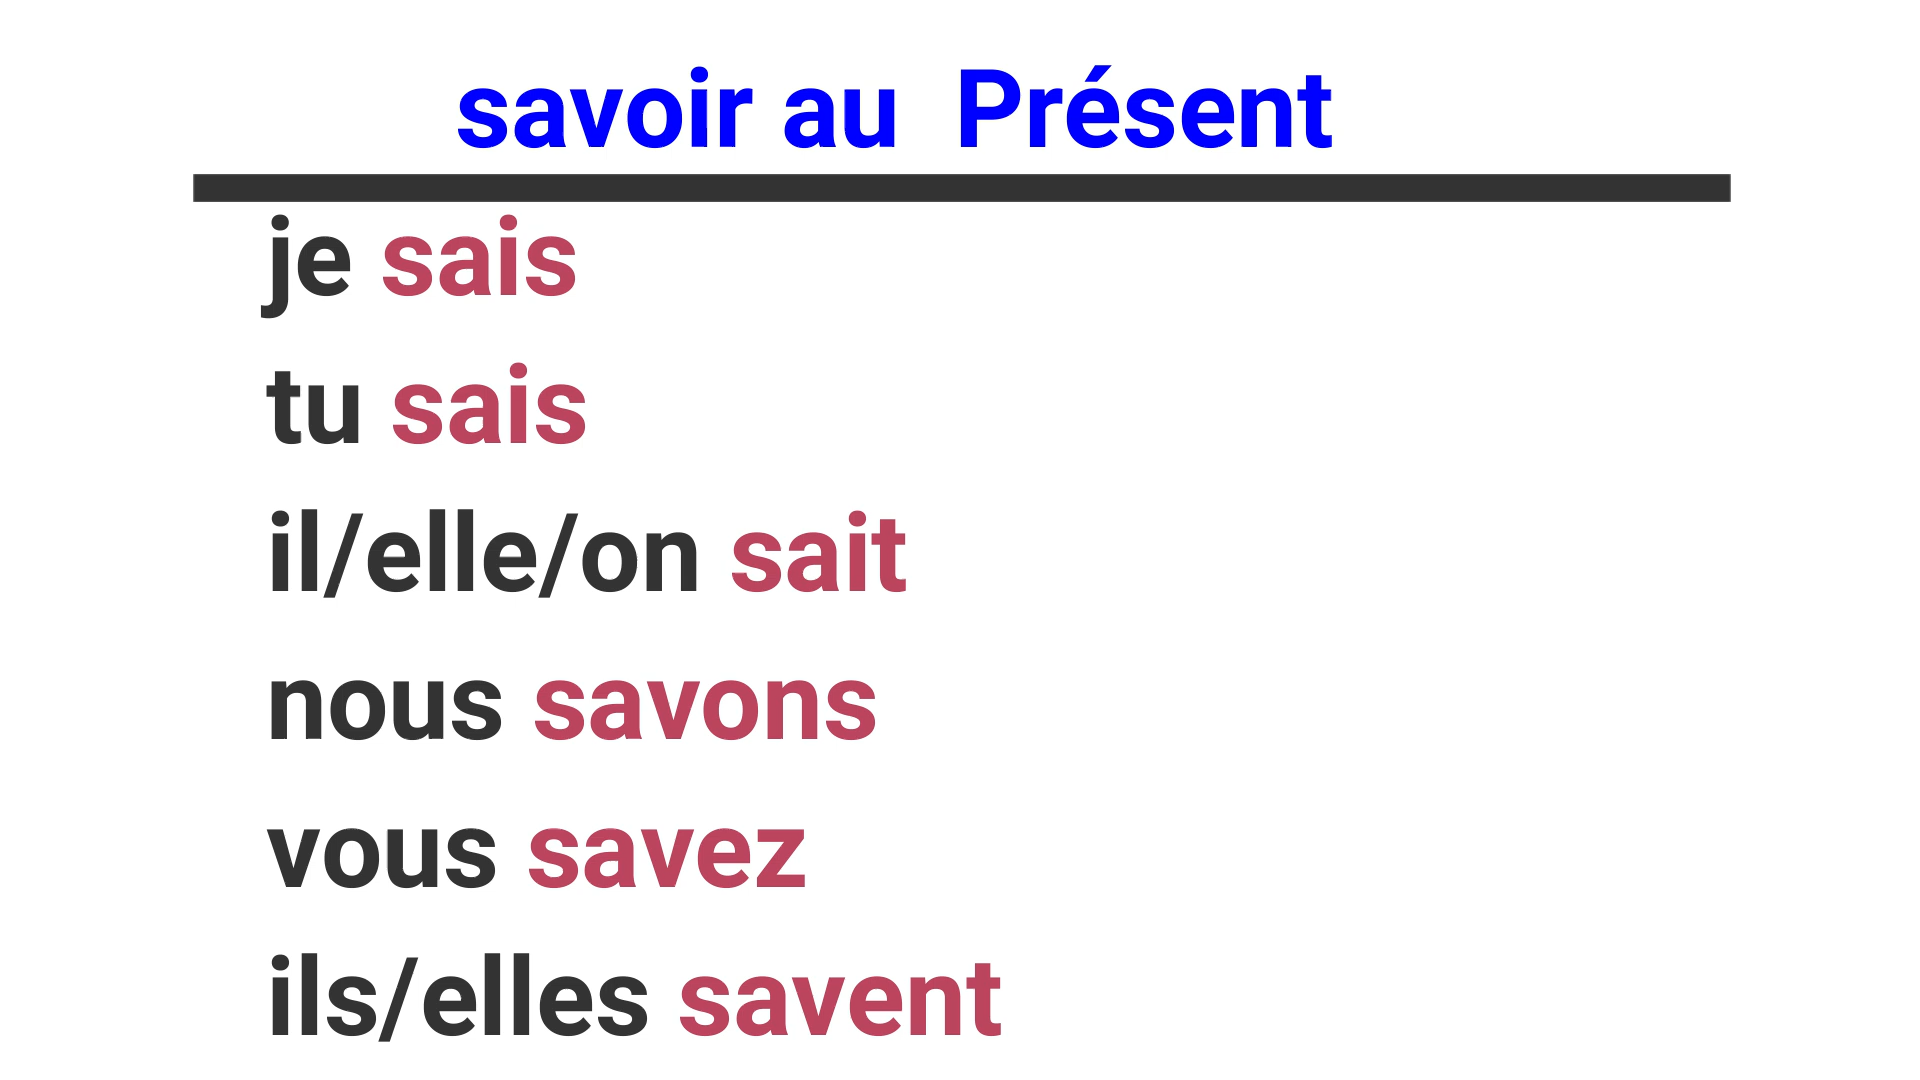 savoir au  Présent
je sais
tu sais
il/elle/on sait
nous savons
vous savez
ils/elles savent